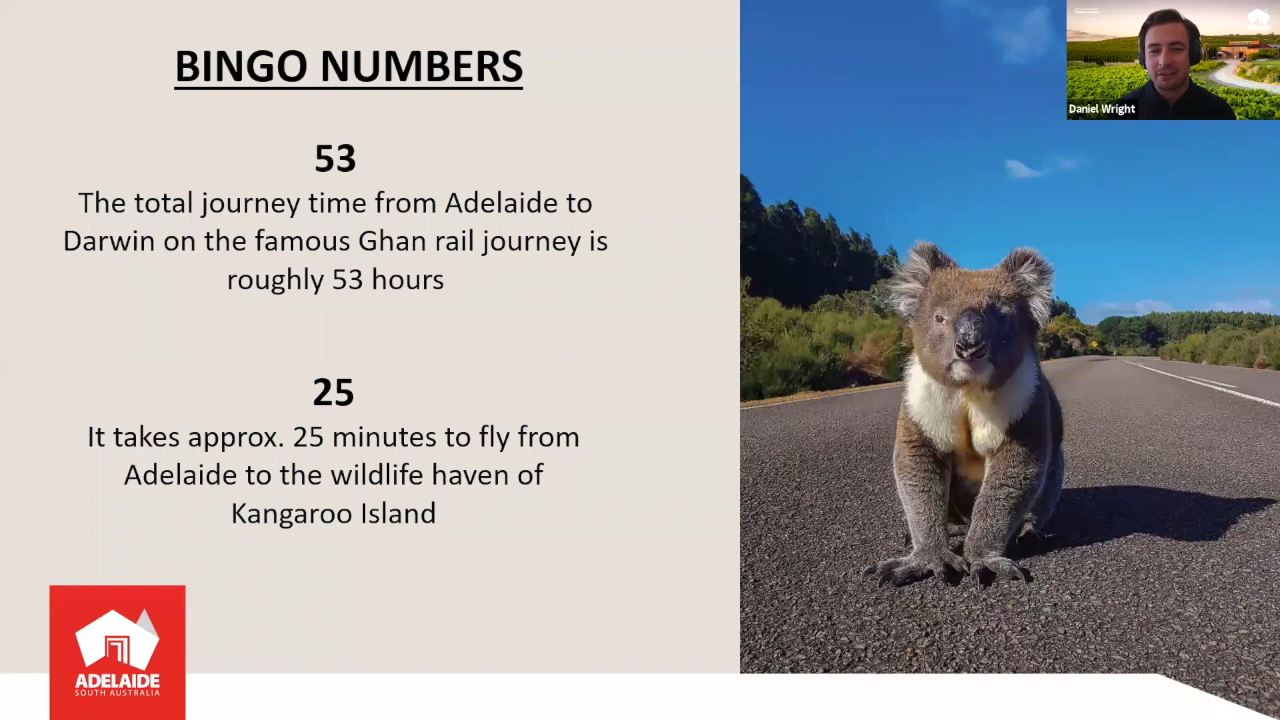 BINGO NUMBERS
53
The total journey time from Adelaide to
Darwin on the famous Ghan rail journey is
roughly 53 hours
25
It takes approx. 25 minutes to fly from
Adelaide to the wildlife haven of
Kangaroo Island
ADELAIDE
SOUTH AUSTRALIA
Daniel Wright